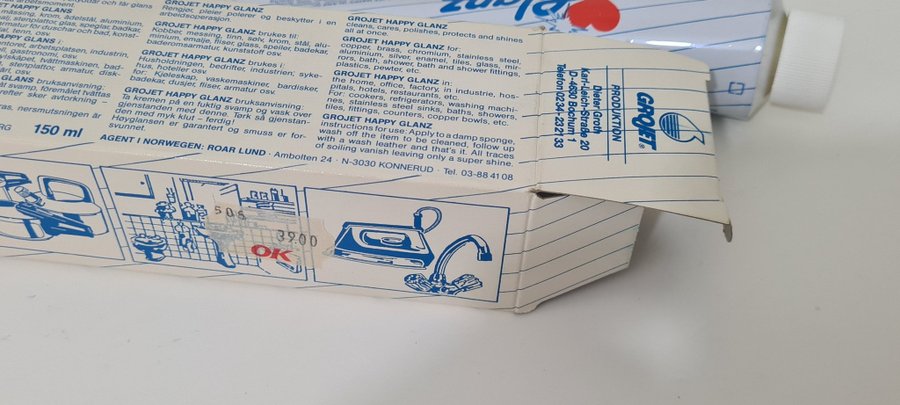 cleans, cares, polishes, protects and shines
all at once.
GROJET HAPPY GLANZ for:
copper, brass, chromium, stainless steel,
aluminium, silver, enamel, tiles, glass, mir-
rors, bath, shower, bath and shower fittings,
plastics, pewter, etc.
GROJET HAPPY GLANZ in:
the home, office, factory, in industry, hos-
pitals, hotels, restaurants, etc.
For: cookers, refrigerators, washing machi-
nes, stainless steel sinks, baths, showers,
tiles, fittings, counters, copper bowls, etc.
GROJET HAPPY GLANZ
instructions for use: Apply to a damp sponge,
wash off the item to be cleaned, follow up
with a wash leather and that's it. All traces
of soiling vanish leaving only a super shine.
pleier, polerer og beskytter i en
arbeidsoperasjon.
GROJET HAPPY GLANZ brukes til:
Kobber, messing, tinn, sølv, krom, stål, alu-
minium, emalje, fliser, glass, speiler, badekar,
baderomsarmatur, kunststoff osv.
GROJET HAPPY GLANZ brukes i:
Husholdningen, bedrifter, industrien; syke-
hus, hoteller osv.
for: Kjøleskap, vaskemaskiner, bardisker,
badekar, dusjer, fliser, armatur osv.
GROJET HAPPY GLANZ bruksanvisning:
Ta kremen på en fuktig svamp og vask over
gjenstanden med denne. Tørk så gjenstan-
den med myk klut – ferdig!
Høyglansen er garantert og smuss er for-
svunnet.
150 ml
AGENT I NORWEGEN: ROAR LUND · Ambolten 24 · N-3030 KONNERUD · Tel. 03-88 41 08
506
39.00
OK
GROJET®
PRODUKTION
Dieter Groth
Karl-Leich-Straße 20
D-4630 Bochum 1
Telefon 02 34-23 21 33
Glanz